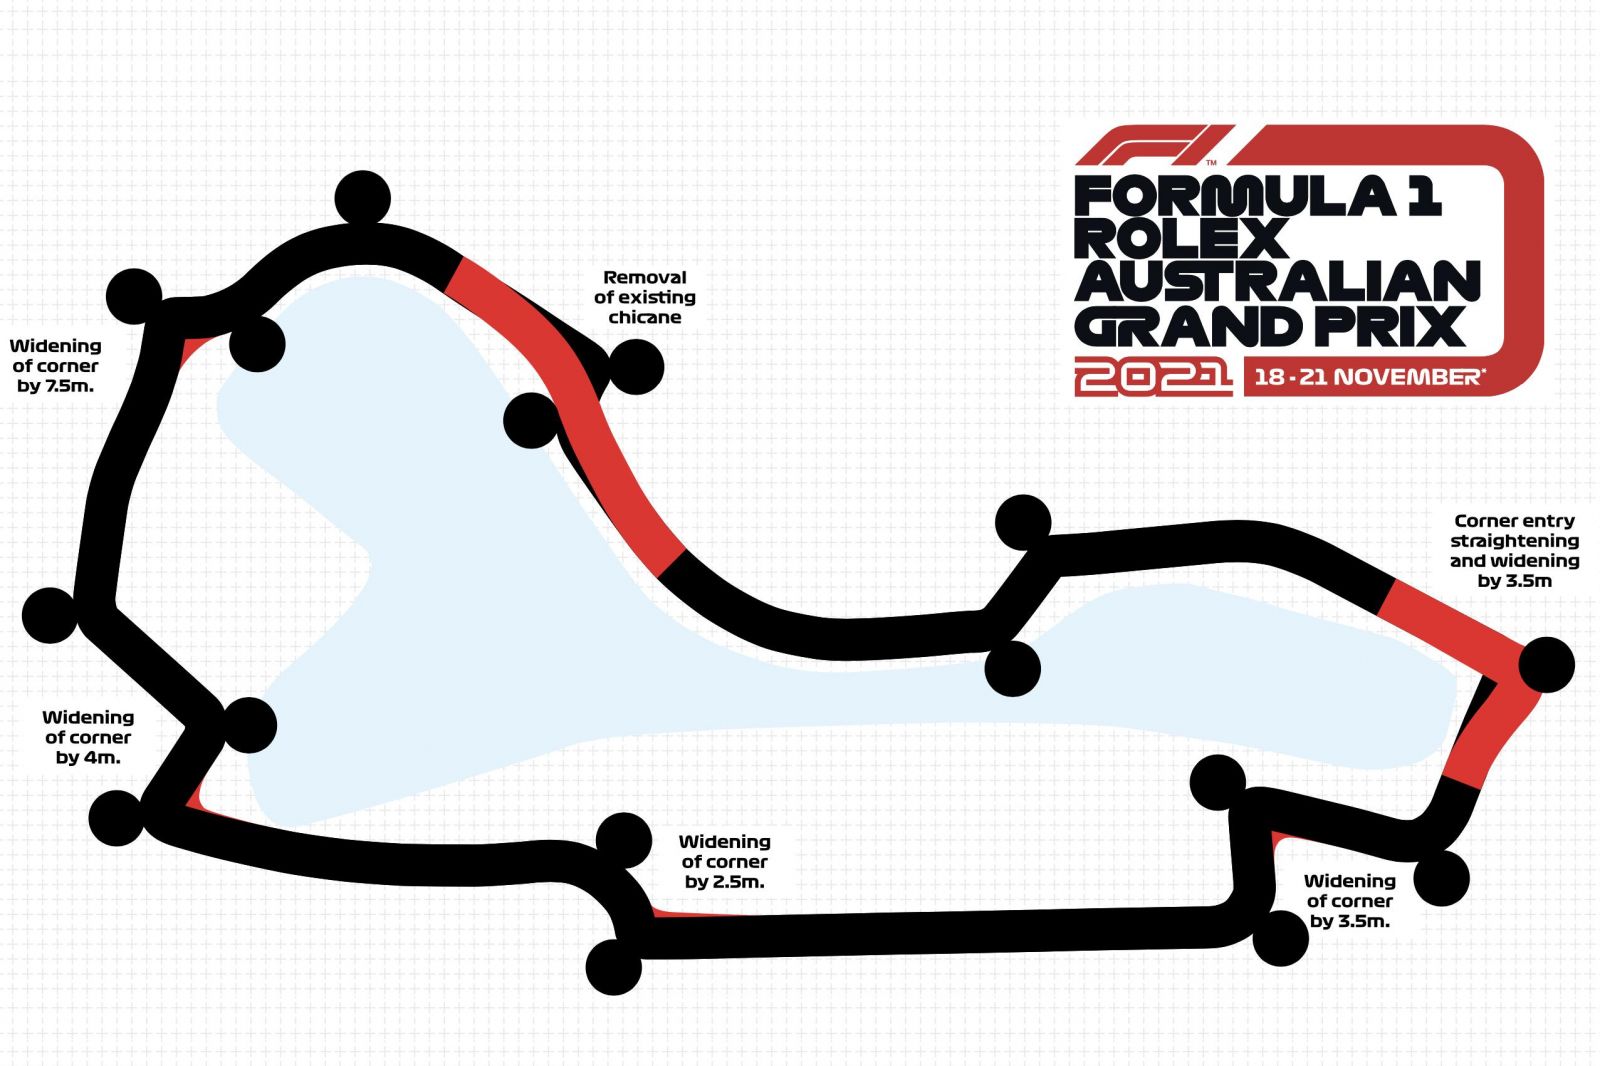 FORMULA 1
ROLEX
AUSTRALIAN
GRAND PRIX
2021 18 - 21 NOVEMBER*
TM
Removal
of existing
chicane
Widening
of corner
by 7.5m.
Corner entry
straightening
and widening
by 3.5m
Widening
of corner
by 4m.
Widening
of corner
by 2.5m.
Widening
of corner
by 3.5m.